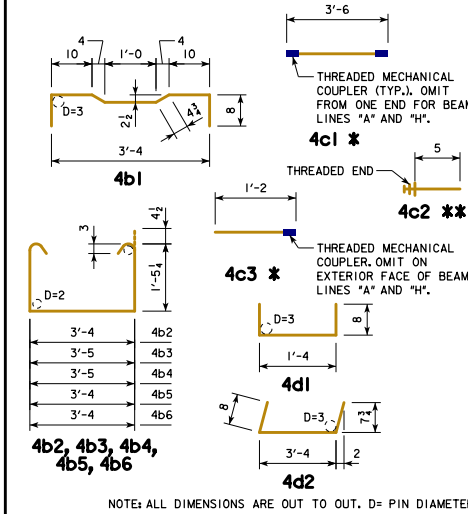 3'-6
10
4
1'-0
4
10
D=3
2½
4¾
8
3'-4
4b1
THREADED MECHANICAL
COUPLER (TYP.). OMIT
FROM ONE END FOR BEAM
LINES "A" AND "H".
4c1 *
THREADED END
5
4c2 **
1'-2
4c3 *
THREADED MECHANICAL
COUPLER. OMIT ON
EXTERIOR FACE OF BEAM
LINES "A" AND "H".
3
4½
1'-5¼
D=2
3'-4 4b2
3'-5 4b3
3'-5 4b4
3'-4 4b5
3'-4 4b6
4b2, 4b3, 4b4,
4b5, 4b6
D=3
8
1'-4
4d1
8
D=3
7¾
3'-4
2
4d2
NOTE: ALL DIMENSIONS ARE OUT TO OUT. D= PIN DIAMETE